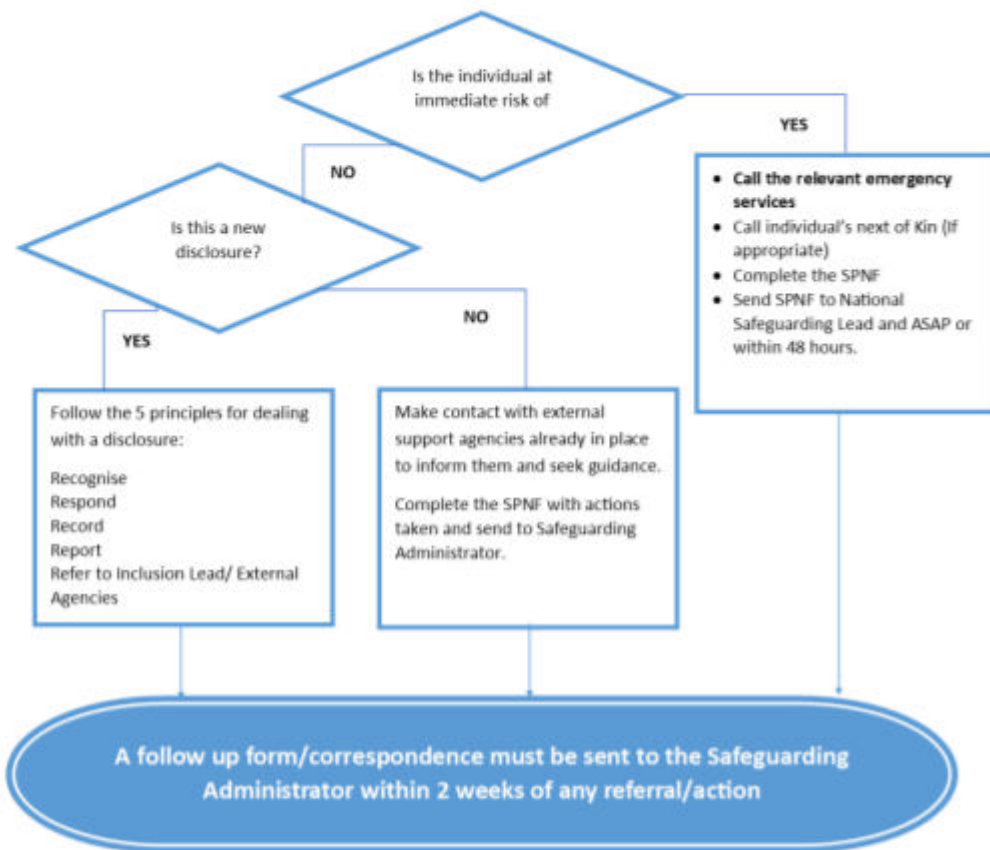 Is the individual at
immediate risk of
YES
NO
• Call the relevant emergency
services
• Call individual's next of Kin (If
appropriate)
• Complete the SPNF
• Send SPNF to National
Safeguarding Lead and ASAP or
within 48 hours.
Is this a new
disclosure?
YES
NO
Follow the 5 principles for dealing
with a disclosure:
Recognise
Respond
Record
Report
Refer to Inclusion Lead/ External
Agencies
Make contact with external
support agencies already in place
to inform them and seek guidance.
Complete the SPNF with actions
taken and send to Safeguarding
Administrator.
A follow up form/correspondence must be sent to the Safeguarding
Administrator within 2 weeks of any referral/action